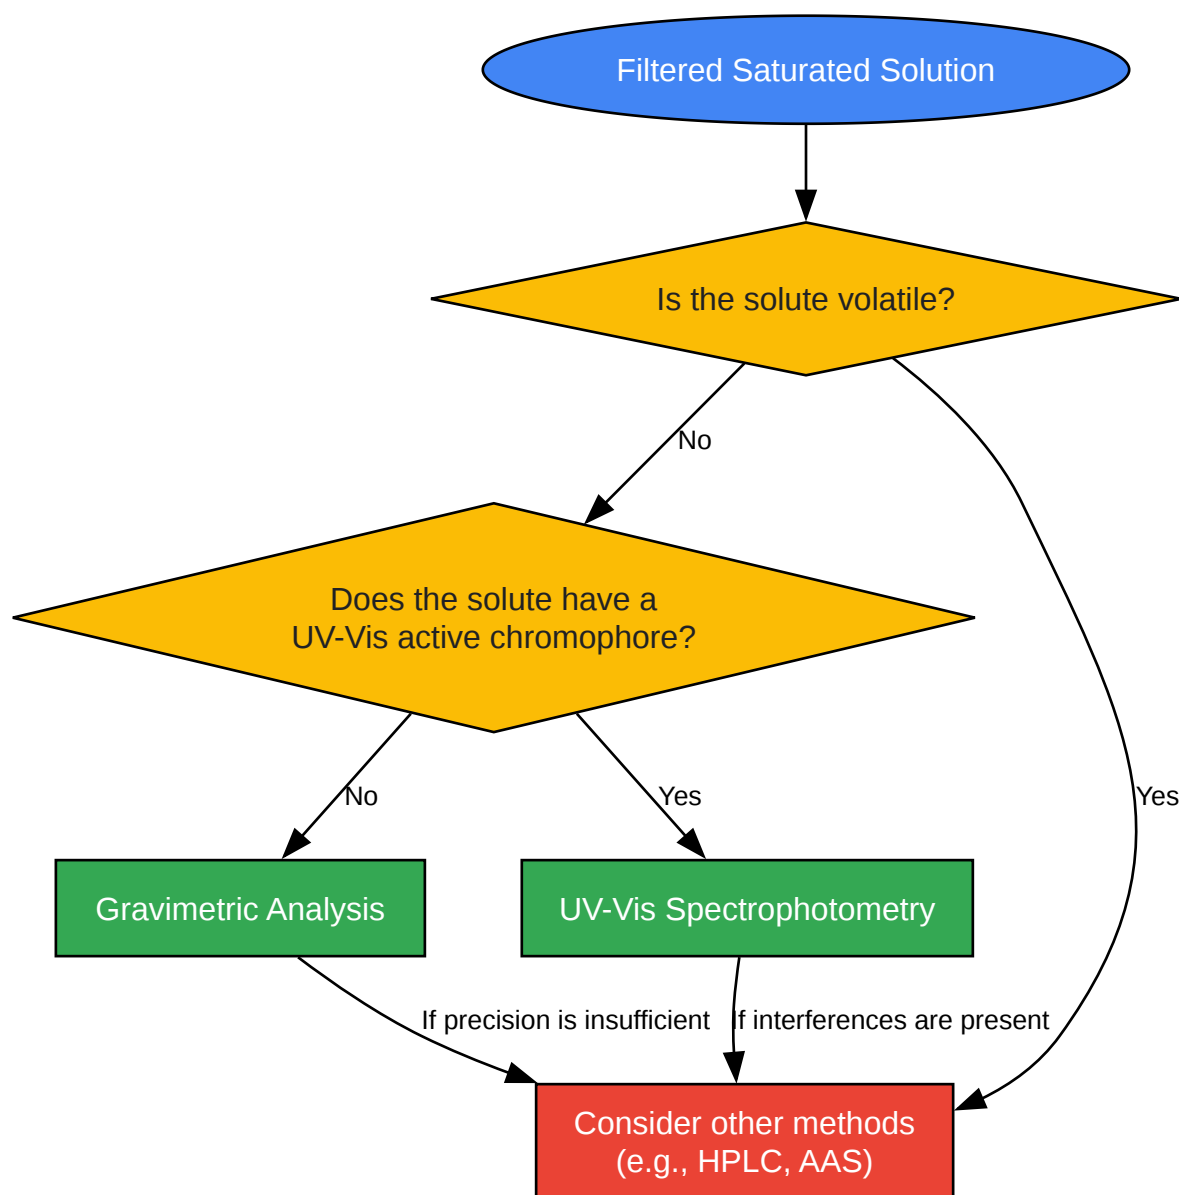 Filtered Saturated Solution
Is the solute volatile?
No
Does the solute have a
UV-Vis active chromophore?
No
Yes
Yes
Gravimetric Analysis
UV-Vis Spectrophotometry
If precision is insufficient
If interferences are present
Consider other methods
(e.g., HPLC, AAS)